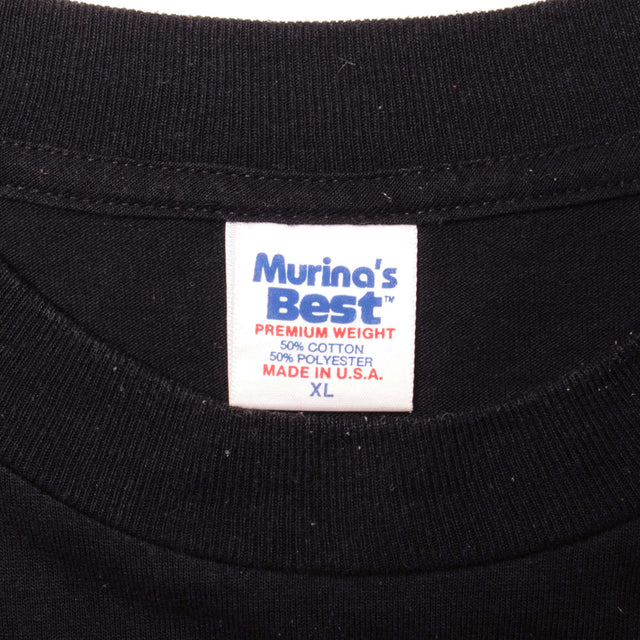 Murina's
Best™
PREMIUM WEIGHT
50% COTTON
50% POLYESTER
MADE IN U.S.A.
XL